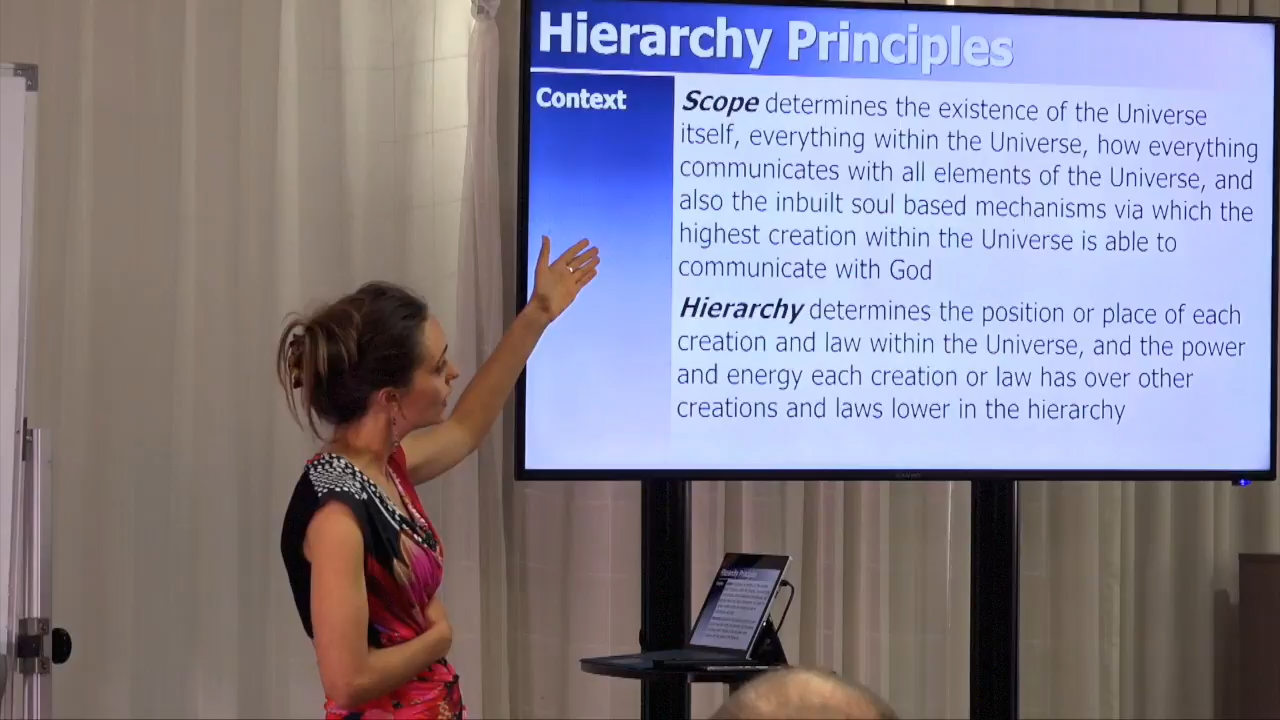 Hierarchy Principles
Context
Scope determines the existence of the Universe
itself, everything within the Universe, how everything
communicates with all elements of the Universe, and
also the inbuilt soul based mechanisms via which the
highest creation within the Universe is able to
communicate with God
Hierarchy determines the position or place of each
creation and law within the Universe, and the power
and energy each creation or law has over other
creations and laws lower in the hierarchy
Hierarchy Principles